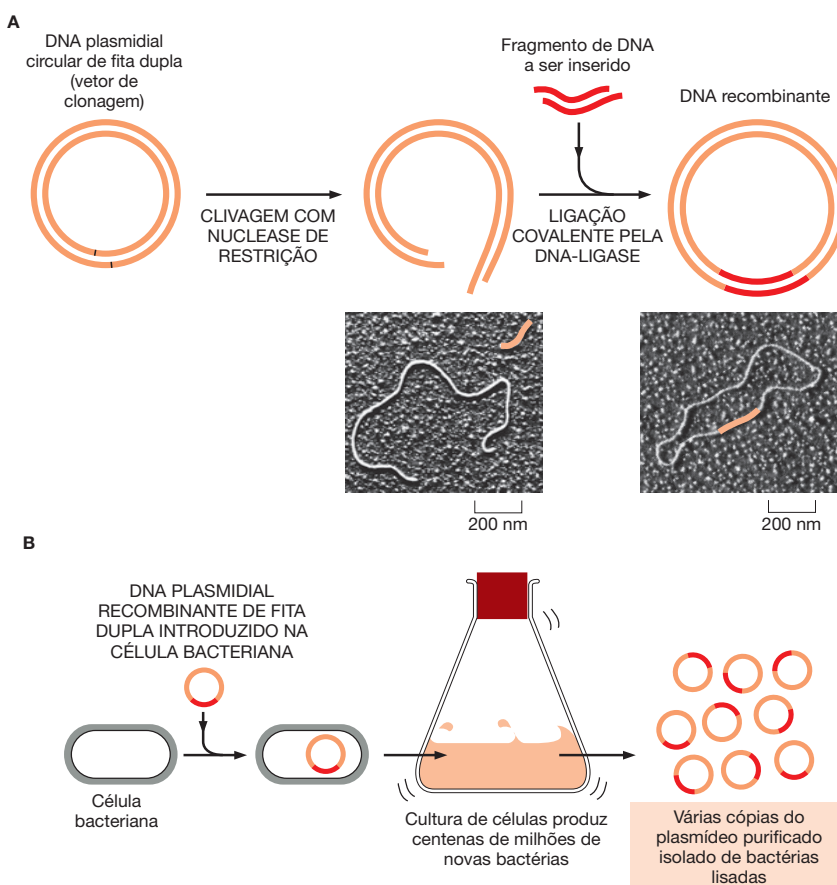 A
DNA plasmidial
circular de fita dupla
(vetor de
clonagem)
Fragmento de DNA
a ser inserido
DNA recombinante
CLIVAGEM COM
NUCLEASE DE
RESTRIÇÃO
LIGAÇÃO
COVALENTE PELA
DNA-LIGASE
200 nm
200 nm
B
DNA PLASMIDIAL
RECOMBINANTE DE FITA
DUPLA INTRODUZIDO NA
CÉLULA BACTERIANA
Célula
bacteriana
Cultura de células produz
centenas de milhões de
novas bactérias
Várias cópias do
plasmídeo purificado
isolado de bactérias
lisadas